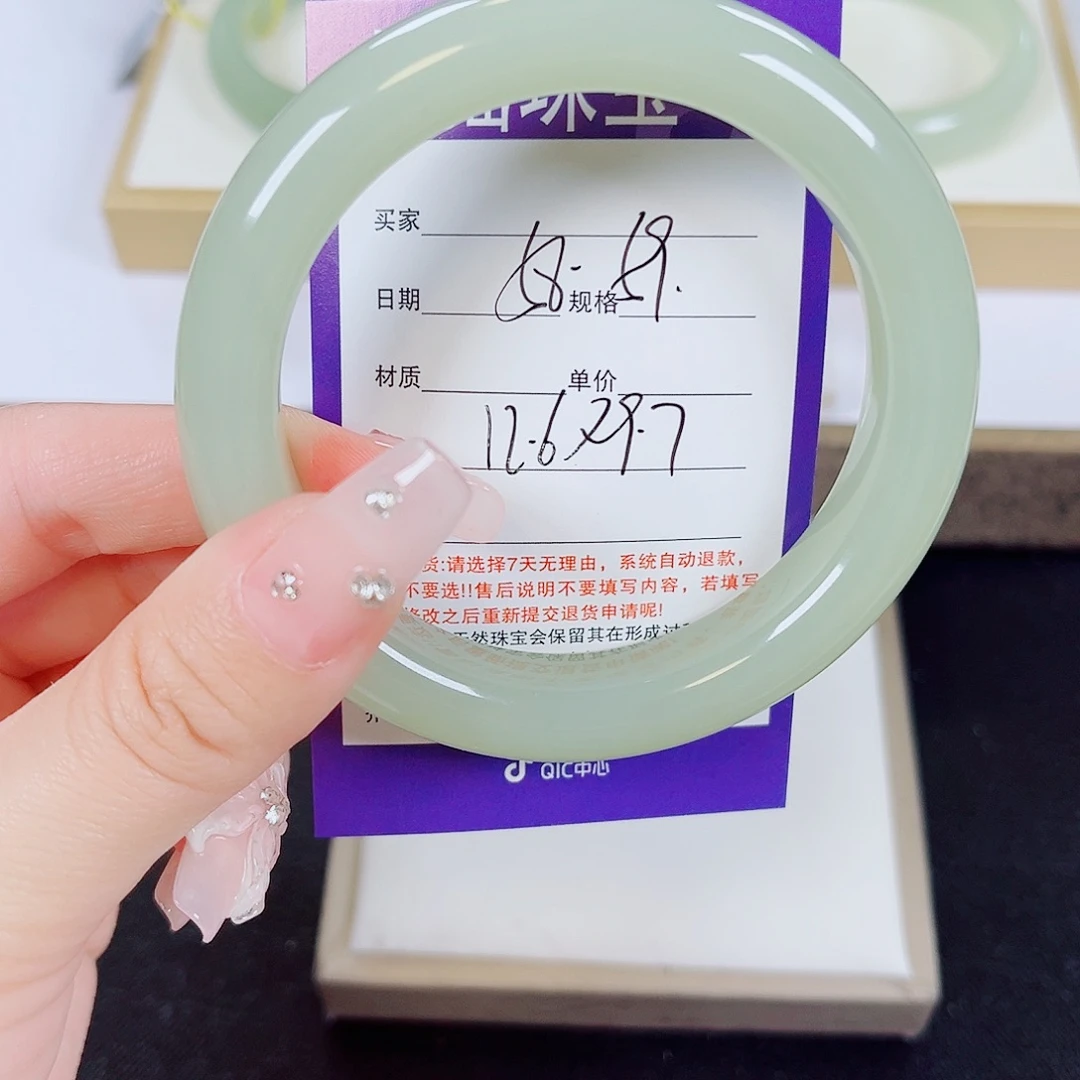 珠宝
买家
58-59.
日期 规格
材质 单价
12.6×29.7
货:请选择7天无理由，系统自动退款，
不要选!!售后说明不要填写内容，若填写
修改之后重新提交退货申请呢!
天然珠宝会保留其在形成过
QIC中心